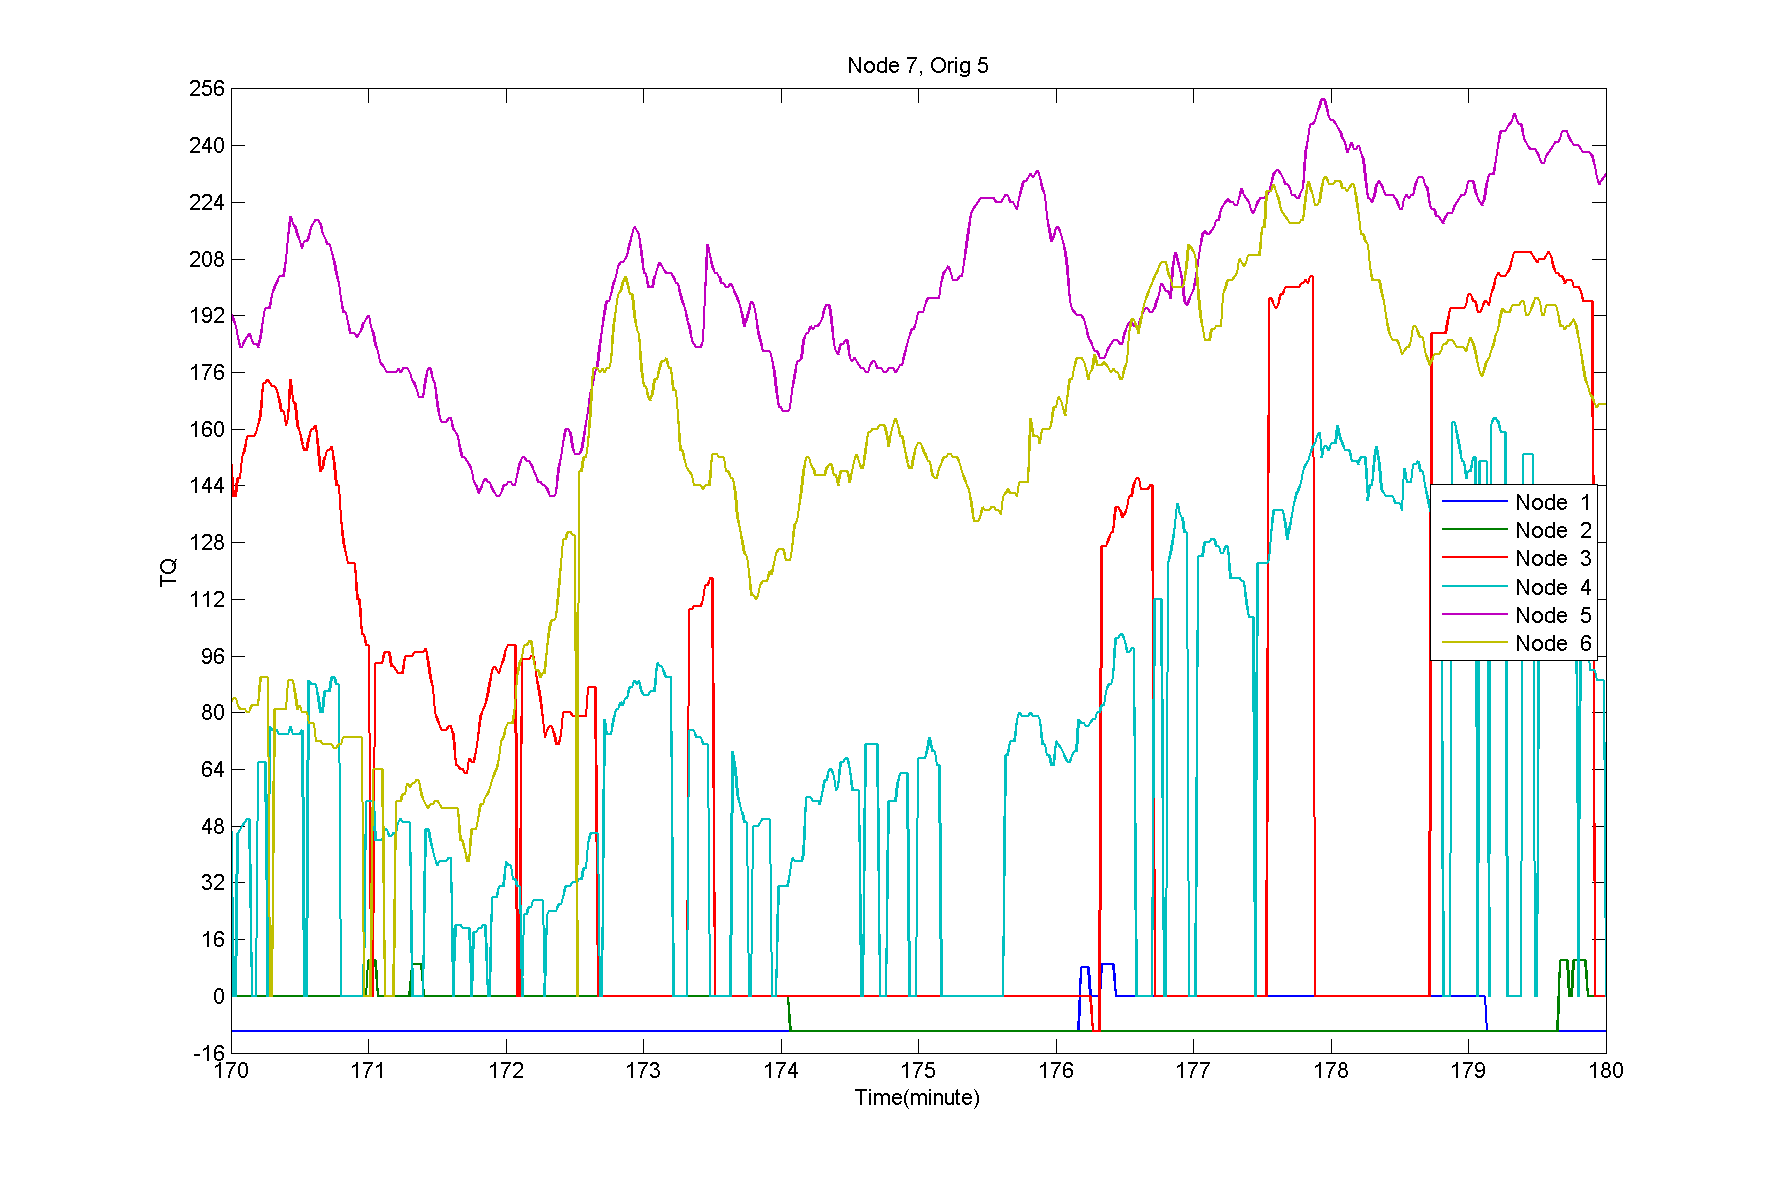 Node 7, Orig 5
256
240
224
208
192
176
160
144
128
112
96
80
64
48
32
16
0
-16
TQ
170 171 172 173 174 175 176 177 178 179 180
Time(minute)
Node 1
Node 2
Node 3
Node 4
Node 5
Node 6